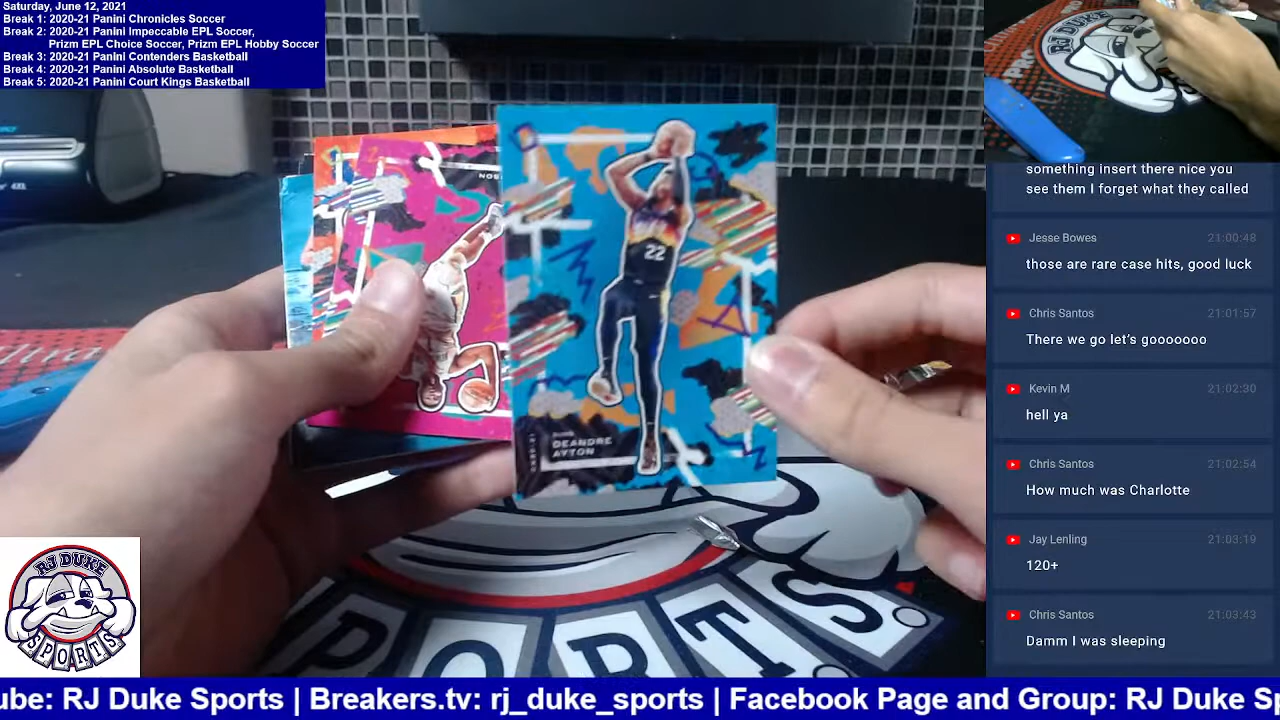 Saturday, June 12, 2021
Break 1: 2020-21 Panini Chronicles Soccer
Break 2: 2020-21 Panini Impeccable EPL Soccer,
Prizm EPL Choice Soccer, Prizm EPL Hobby Soccer
Break 3: 2020-21 Panini Contenders Basketball
Break 4: 2020-21 Panini Absolute Basketball
Break 5: 2020-21 Panini Court Kings Basketball
22
DEANDRE
AYTON
RJ DUKE
SPORTS
PORTS.
something insert there nice you
see them I forget what they called
Jesse Bowes 21:00:48
those are rare case hits, good luck
Chris Santos 21:01:57
There we go let's gooooooo
Kevin M 21:02:30
hell ya
Chris Santos 21:02:54
How much was Charlotte
Jay Lenling 21:03:19
120+
Chris Santos 21:03:43
Damm I was sleeping
ube: RJ Duke Sports | Breakers.tv: rj_duke_sports | Facebook Page and Group: RJ Duke Sp